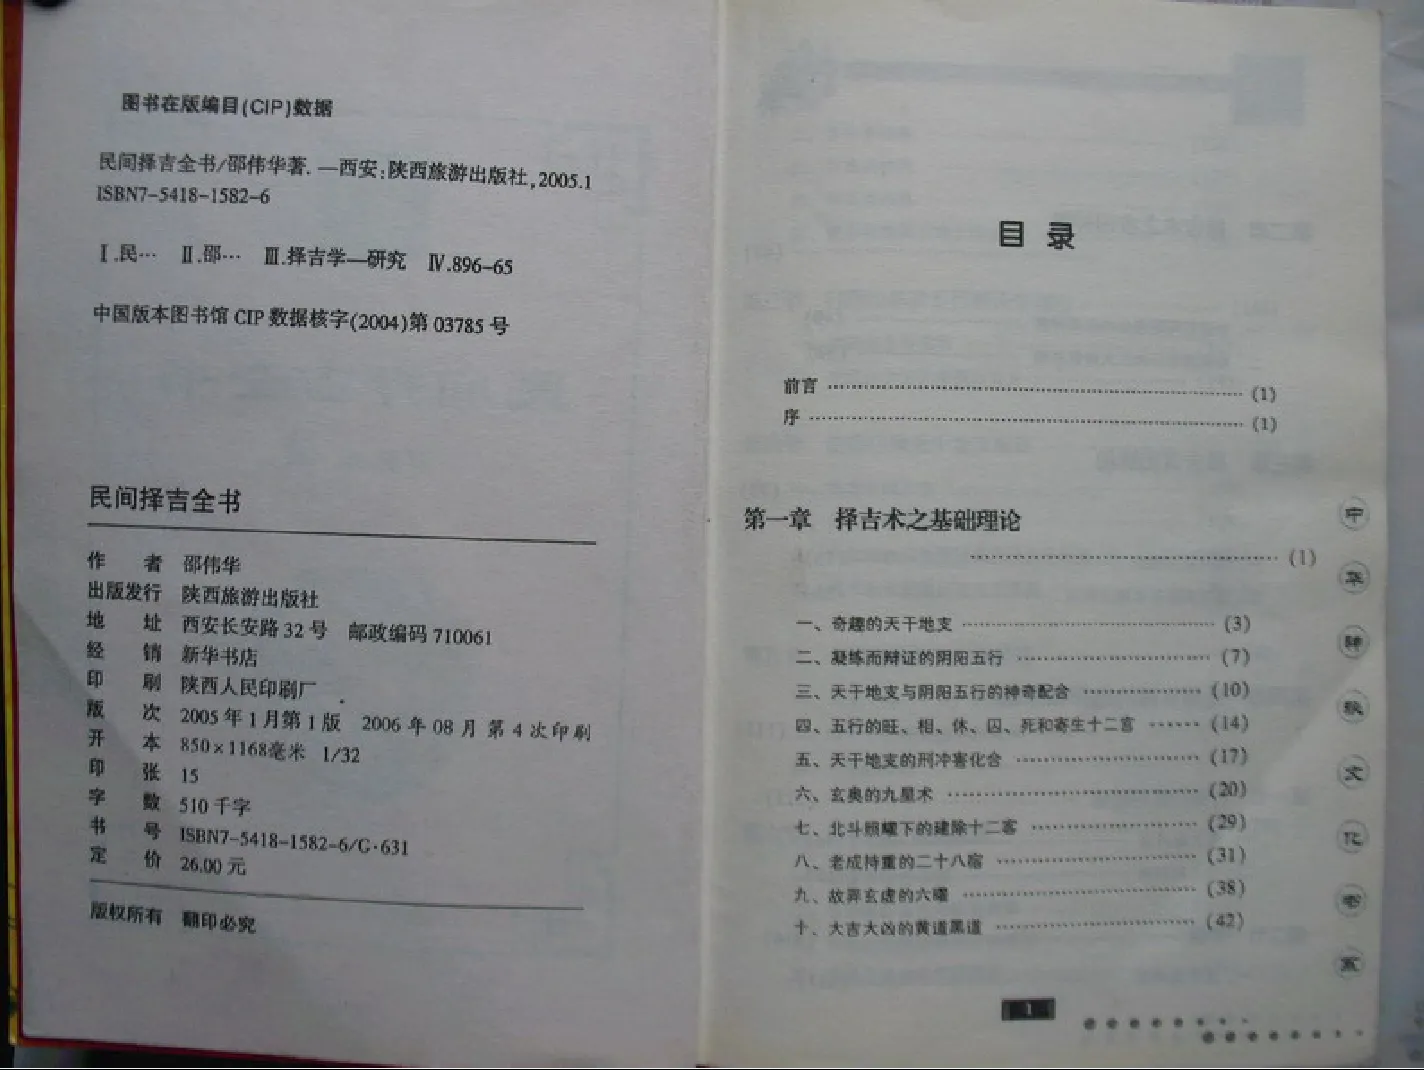 图书在版编目(CIP)数据
民间择吉全书/邵伟华著.—西安:陕西旅游出版社,2005.1
ISBN7-5418-1582-6
Ⅰ.民… Ⅱ.邵… Ⅲ.择吉学—研究 Ⅳ.896-65
中国版本图书馆CIP数据核字(2004)第03785号
民间择吉全书
作 者 邵伟华
出版发行 陕西旅游出版社
地 址 西安长安路32号 邮政编码710061
经 销 新华书店
印 刷 陕西人民印刷厂
版 次 2005年1月第1版 2006年08月第4次印刷
开 本 850×1168毫米 1/32
印 张 15
字 数 510千字
书 号 ISBN7-5418-1582-6/G·631
定 价 26.00元
版权所有 翻印必究
目 录
前言 ……………………………… (1)
序 ……………………………… (1)
第一章 择吉术之基础理论
……………………………… (1)
一、奇趣的天干地支 ……………………… (3)
二、凝练而辩证的阴阳五行 ………………… (7)
三、天干地支与阴阳五行的神奇配合 ………… (10)
四、五行的旺、相、休、囚、死和寄生十二宫 …… (14)
五、天干地支的刑冲害化合 ……………… (17)
六、玄奥的九星术 ……………………… (20)
七、北斗照耀下的建除十二客 …………… (29)
八、老成持重的二十八宿 ……………… (31)
九、故弄玄虚的六曜 …………………… (38)
十、大吉大凶的黄道黑道 ……………… (42)
1
中
华
神
秘
文
化
书
系